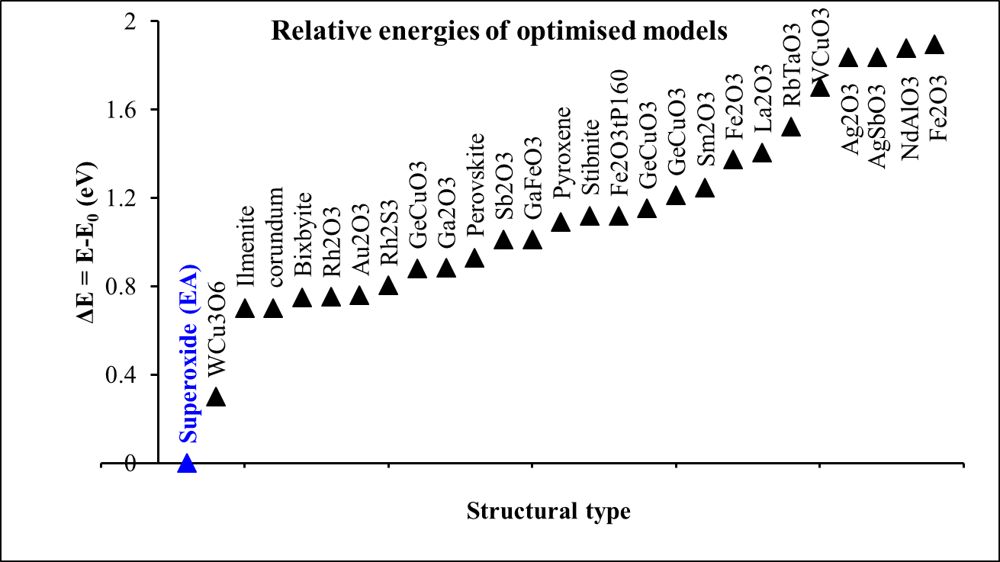 Relative energies of optimised models
ΔE = E-E0 (eV)
2
1.6
1.2
0.8
0.4
0
Superoxide (EA)
WCu3O6
Ilmenite
corundum
Bixbyite
Rh2O3
Au2O3
Rh2S3
GeCuO3
Ga2O3
Perovskite
Sb2O3
GaFeO3
Pyroxene
Stibnite
Fe2O3tP160
GeCuO3
GeCuO3
Sm2O3
Fe2O3
La2O3
RbTaO3
VCuO3
Ag2O3
AgSbO3
NdAlO3
Fe2O3
Structural type